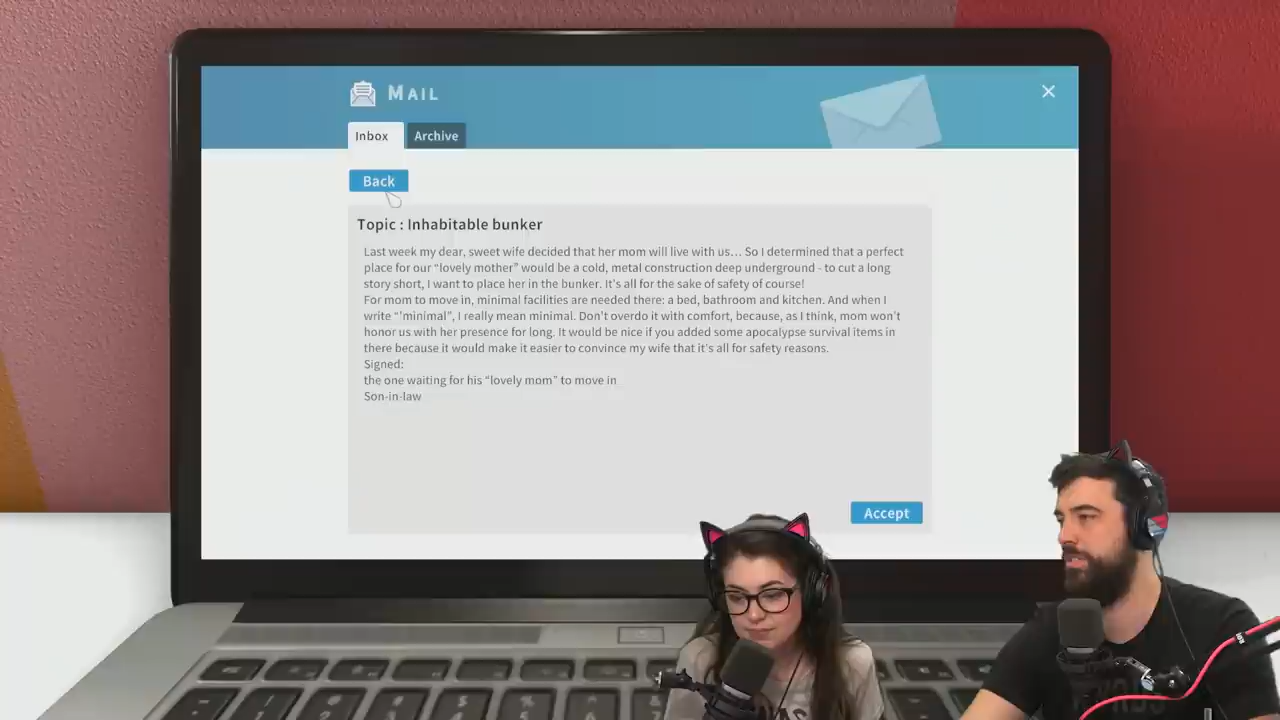 MAIL
Inbox
Archive
Back
Topic : Inhabitable bunker
Last week my dear, sweet wife decided that her mom will live with us... So I determined that a perfect
place for our “lovely mother” would be a cold, metal construction deep underground - to cut a long
story short, I want to place her in the bunker. It's all for the sake of safety of course!
For mom to move in, minimal facilities are needed there: a bed, bathroom and kitchen. And when I
write “'minimal”, I really mean minimal. Don't overdo it with comfort, because, as I think, mom won't
honor us with her presence for long. It would be nice if you added some apocalypse survival items in
there because it would make it easier to convince my wife that it's all for safety reasons.
Signed:
the one waiting for his “lovely mom” to move in
Son-in-law
Accept